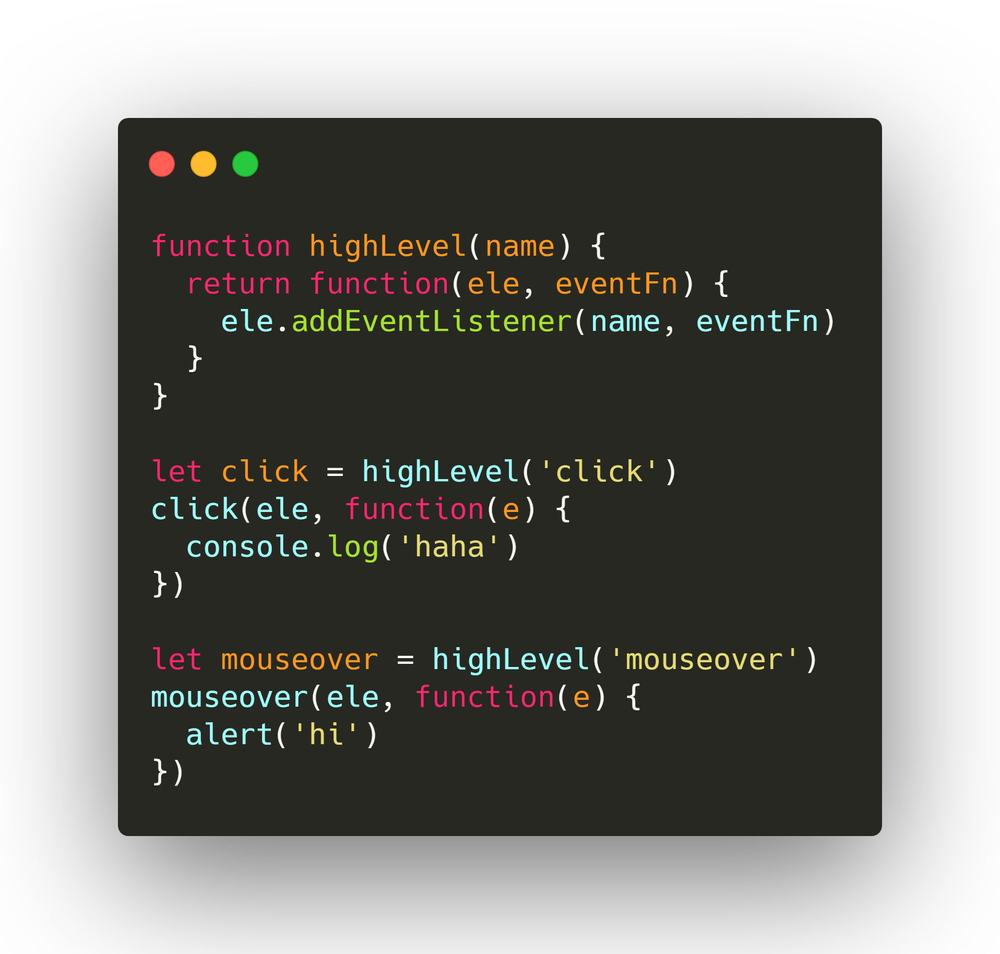 function highLevel(name) {
  return function(ele, eventFn) {
    ele.addEventListener(name, eventFn)
  }
}

let click = highLevel('click')
click(ele, function(e) {
  console.log('haha')
})

let mouseover = highLevel('mouseover')
mouseover(ele, function(e) {
  alert('hi')
})